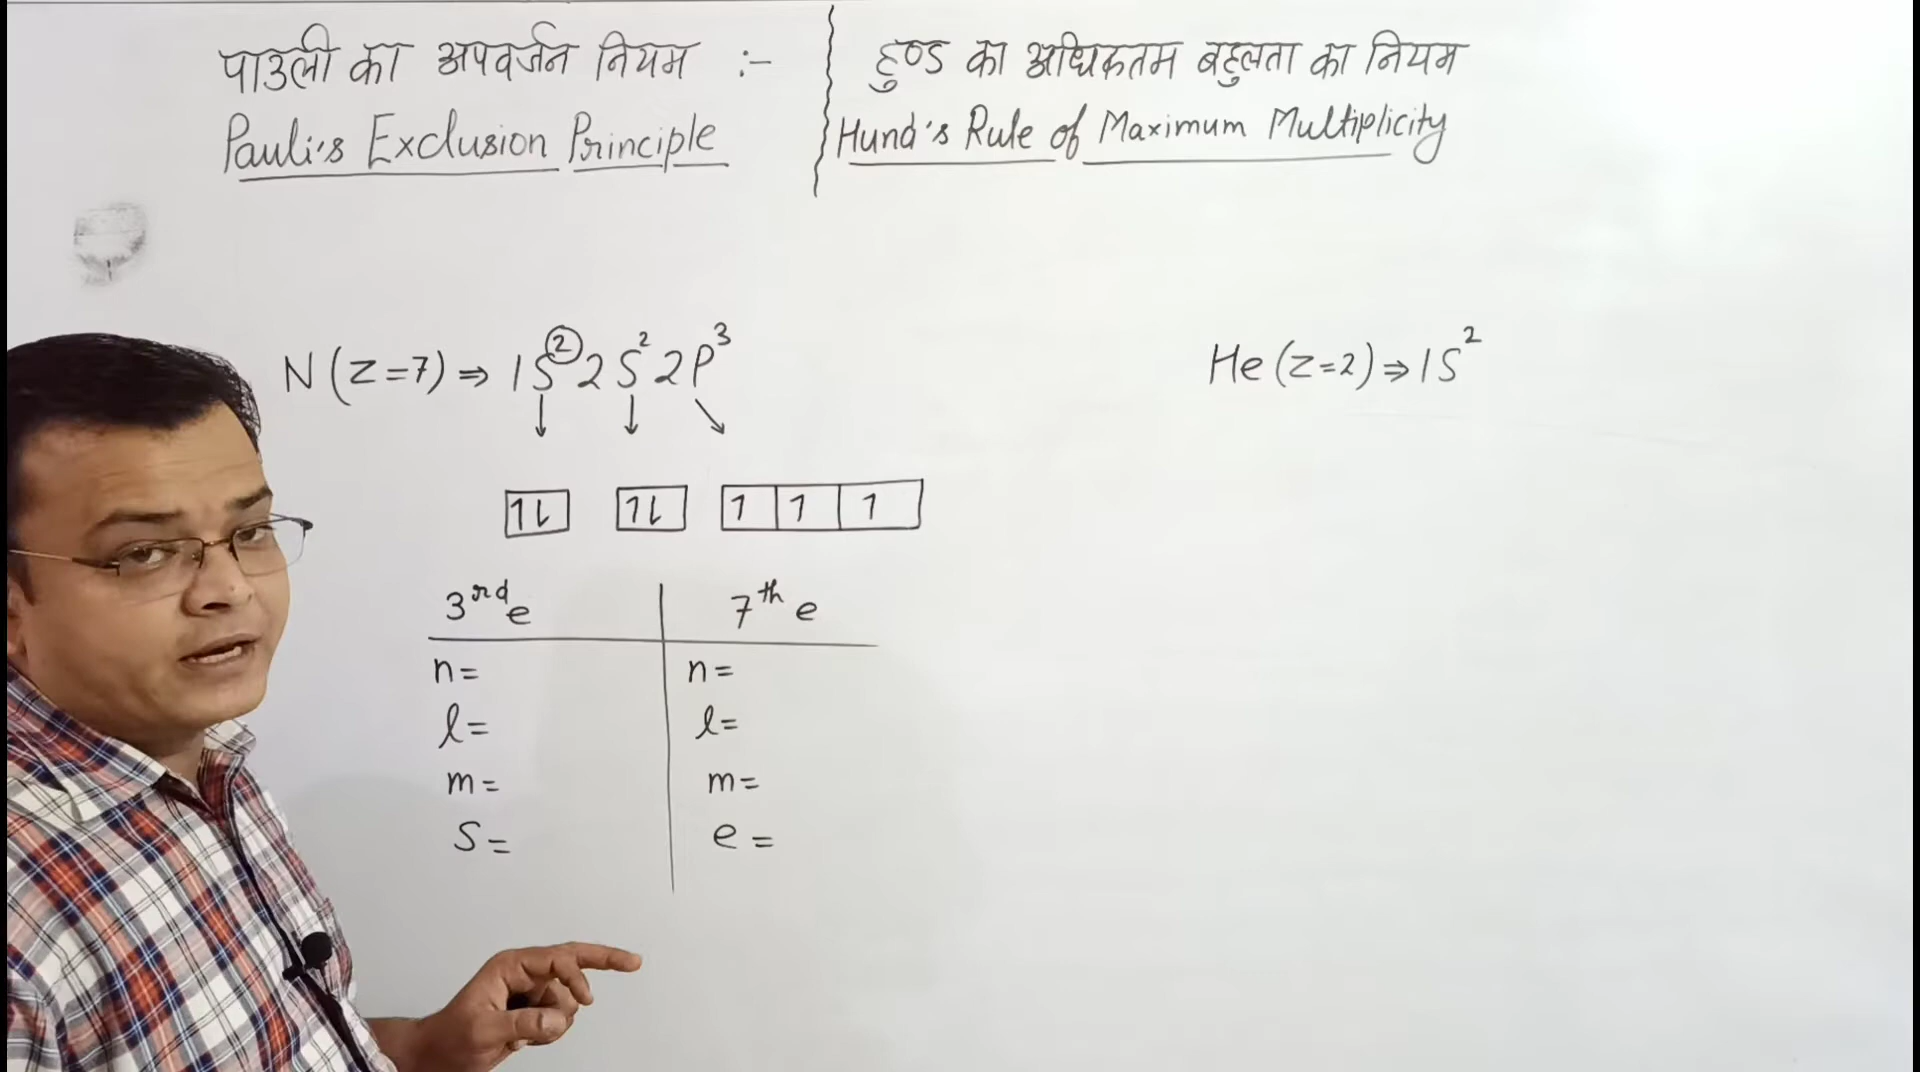 पाउली का अपवर्जन नियम :-
Pauli's Exclusion Principle
हुण्ड का अधिकतम बहुलता का नियम
Hund's Rule of Maximum Multiplicity
N (Z=7) ⇒ 1S² 2S² 2P³
He (Z=2) ⇒ 1S²
↓ ↓ ↘
1L 1L 1 1 1
3rd e 7th e
n= n=
l= l=
m= m=
S= e=